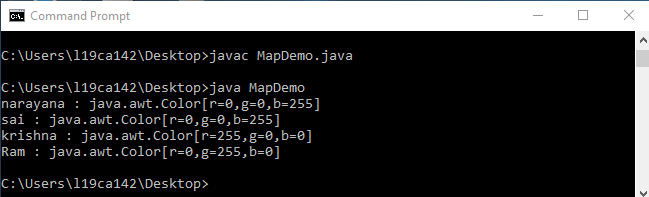 Command Prompt
C:\Users\l19ca142\Desktop>javac MapDemo.java
C:\Users\l19ca142\Desktop>java MapDemo
narayana : java.awt.Color[r=0,g=0,b=255]
sai : java.awt.Color[r=0,g=0,b=255]
krishna : java.awt.Color[r=255,g=0,b=0]
Ram : java.awt.Color[r=0,g=255,b=0]
C:\Users\l19ca142\Desktop>